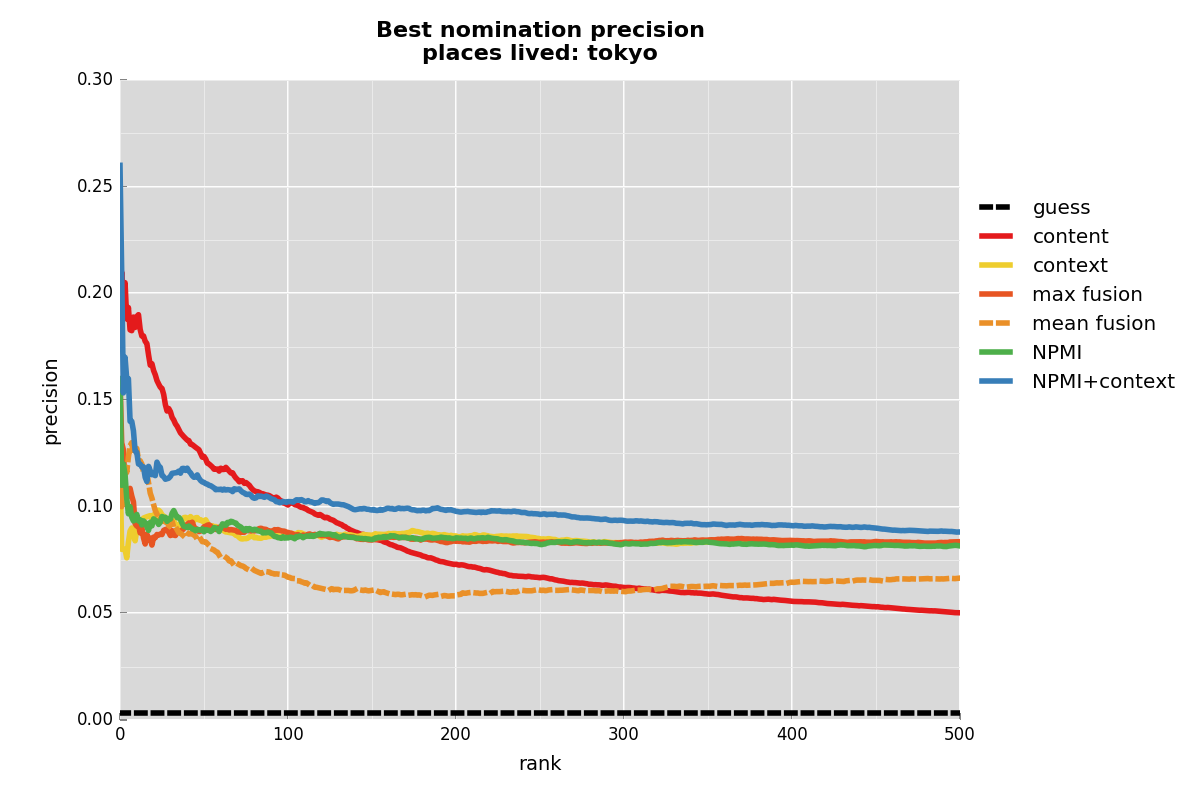 Best nomination precision
places lived: tokyo
0.30
0.25
0.20
0.15
0.10
0.05
0.00
precision
0 100 200 300 400 500
rank
guess
content
context
max fusion
mean fusion
NPMI
NPMI+context